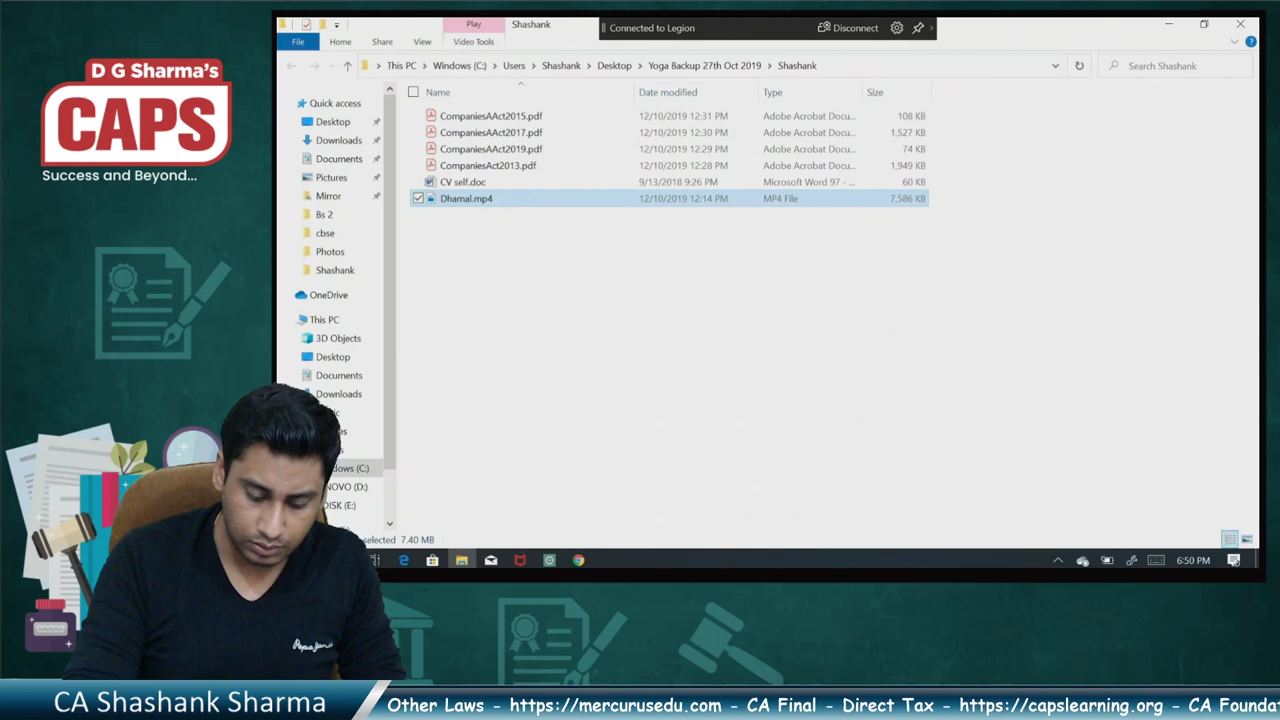 D G Sharma's
CAPS
Success and Beyond...
Play
Shashank
Connected to Legion
Disconnect
File
Home
Share
View
Video Tools
This PC
Windows (C:)
Users
Shashank
Desktop
Yoga Backup 27th Oct 2019
Shashank
Search Shashank
Name
Date modified
Type
Size
CompaniesAAct2015.pdf 12/10/2019 12:31 PM Adobe Acrobat Docu... 108 KB
CompaniesAAct2017.pdf 12/10/2019 12:30 PM Adobe Acrobat Docu... 1,527 KB
CompaniesAAct2019.pdf 12/10/2019 12:29 PM Adobe Acrobat Docu... 74 KB
CompaniesAct2013.pdf 12/10/2019 12:28 PM Adobe Acrobat Docu... 1,949 KB
CV self.doc 9/13/2018 9:26 PM Microsoft Word 97 - ... 60 KB
Dhamal.mp4 12/10/2019 12:14 PM MP4 File 7,586 KB
Quick access
Desktop
Downloads
Documents
Pictures
Mirror
Bs 2
cbse
Photos
Shashank
OneDrive
This PC
3D Objects
Desktop
Documents
Downloads
dows (C:)
NOVO (D:)
DISK (E:)
selected 7.40 MB
6:50 PM
CA Shashank Sharma
Other Laws - https://mercurusedu.com - CA Final - Direct Tax - https://capslearning.org - CA Founda